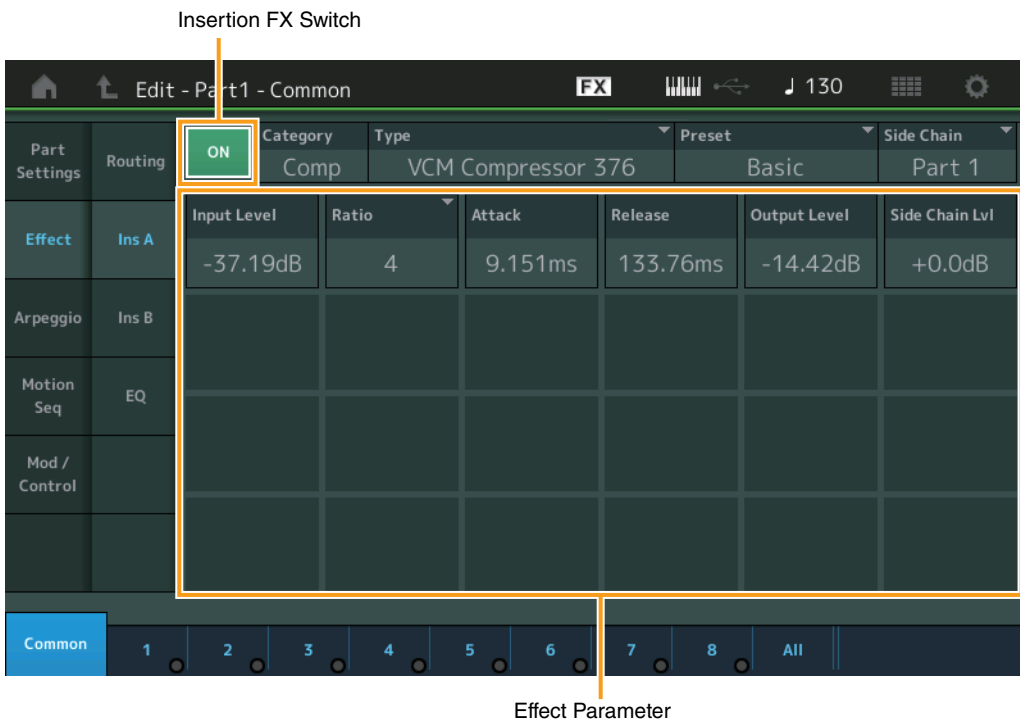 Insertion FX Switch
Edit - Part1 - Common
FX
♩ 130
Part Settings
Routing
ON
Category
Comp
Type
VCM Compressor 376
Preset
Basic
Side Chain
Part 1
Effect
Ins A
Input Level
-37.19dB
Ratio
4
Attack
9.151ms
Release
133.76ms
Output Level
-14.42dB
Side Chain Lvl
+0.0dB
Arpeggio
Ins B
Motion Seq
EQ
Mod / Control
Common
1
2
3
4
5
6
7
8
All
Effect Parameter